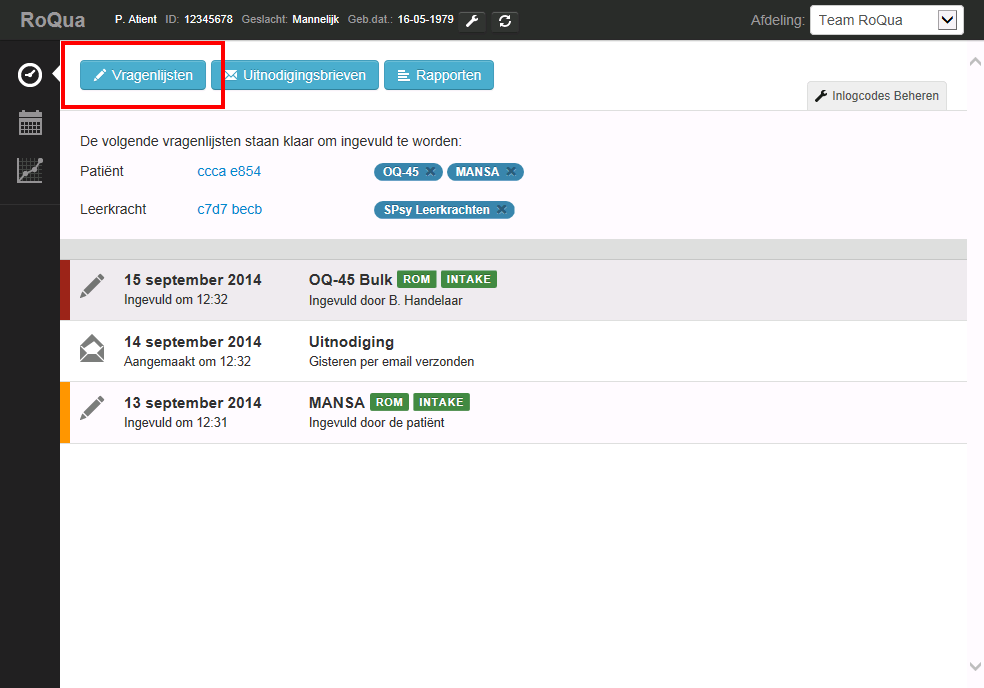 RoQua P. Atient ID: 12345678 Geslacht: Mannelijk Geb.dat.: 16-05-1979 Afdeling: Team RoQua
Vragenlijsten Uitnodigingsbrieven Rapporten
Inlogcodes Beheren
De volgende vragenlijsten staan klaar om ingevuld te worden:
Patiënt ccca e854 OQ-45 MANSA
Leerkracht c7d7 becb SPsy Leerkrachten
15 september 2014 OQ-45 Bulk ROM INTAKE
Ingevuld om 12:32 Ingevuld door B. Handelaar
14 september 2014 Uitnodiging
Aangemaakt om 12:32 Gisteren per email verzonden
13 september 2014 MANSA ROM INTAKE
Ingevuld om 12:31 Ingevuld door de patiënt